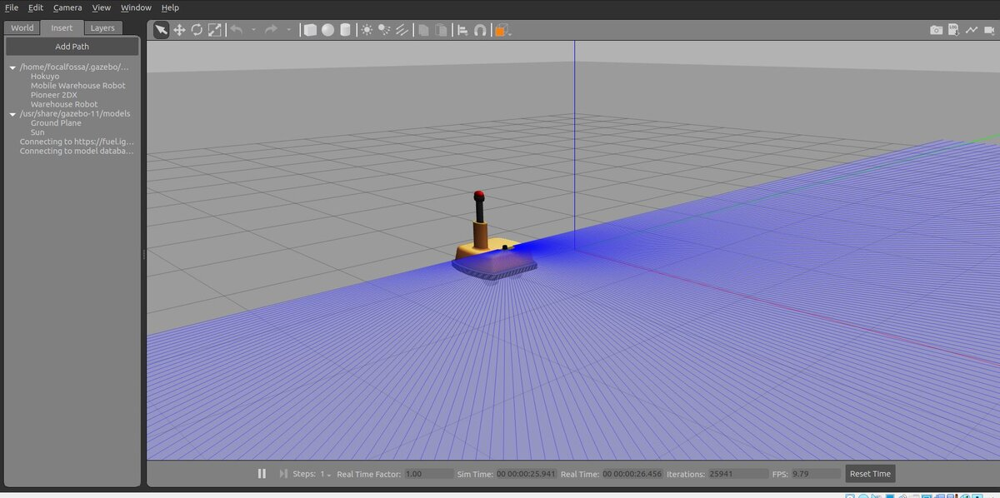 File Edit Camera View Window Help
World Insert Layers
Add Path
/home/focalfossa/.gazebo/...
Hokuyo
Mobile Warehouse Robot
Pioneer 2DX
Warehouse Robot
/usr/share/gazebo-11/models
Ground Plane
Sun
Connecting to https://fuel.ig...
Connecting to model databa...
LOG
Steps: 1 Real Time Factor: 1.00 Sim Time: 00 00:00:25.941 Real Time: 00 00:00:26.456 Iterations: 25941 FPS: 9.79 Reset Time